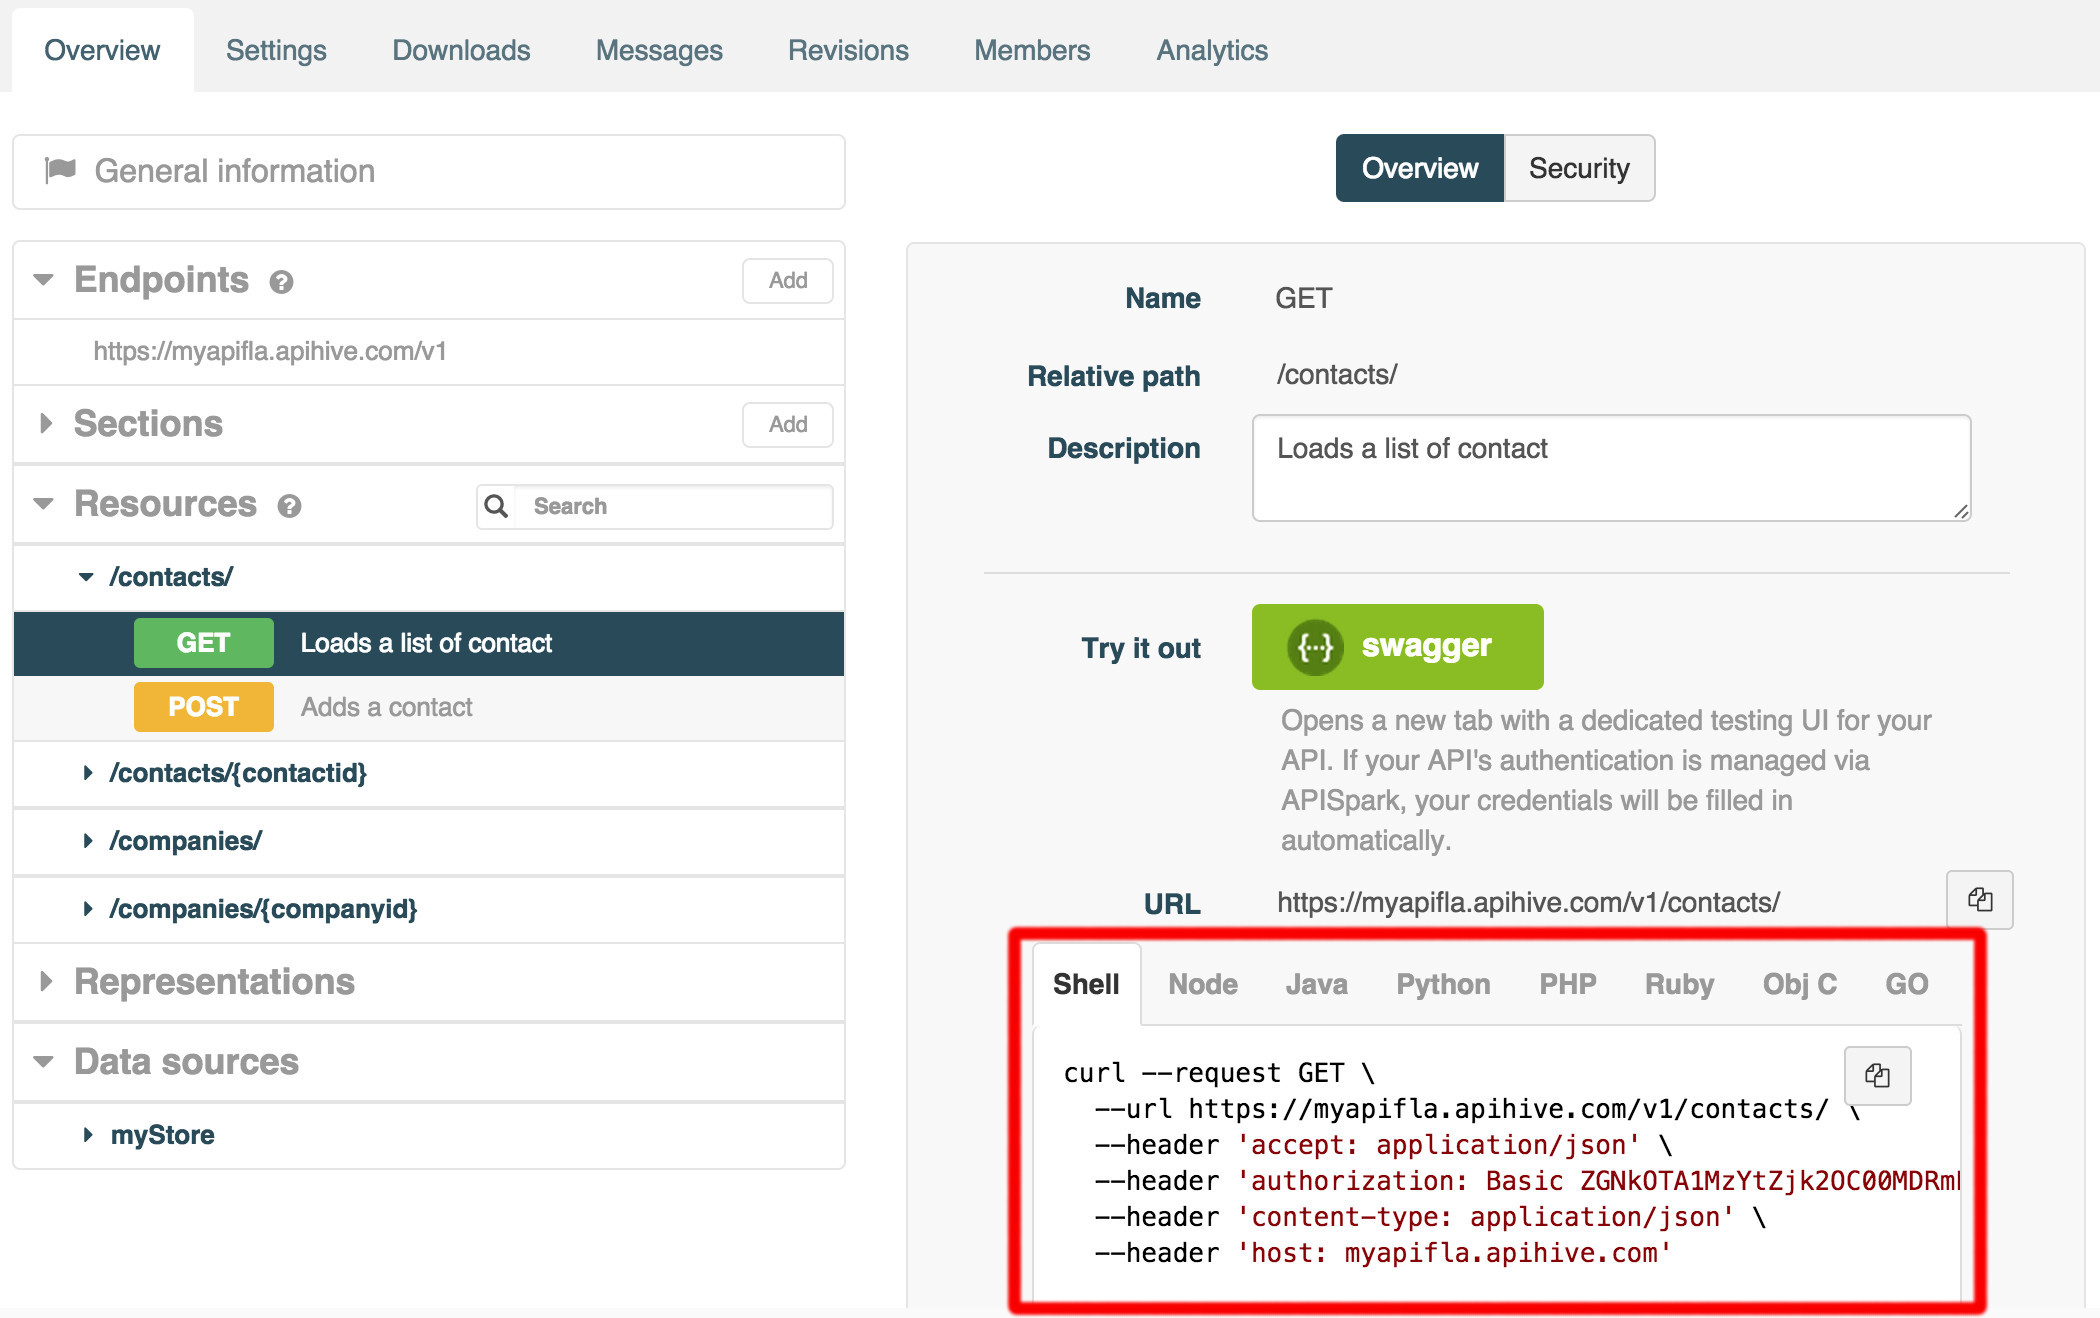 Overview Settings Downloads Messages Revisions Members Analytics
General information
Endpoints
Add
https://myapifla.apihive.com/v1
Sections
Add
Resources
Search
/contacts/
GET Loads a list of contact
POST Adds a contact
/contacts/{contactid}
/companies/
/companies/{companyid}
Representations
Data sources
myStore
Overview Security
Name GET
Relative path /contacts/
Description Loads a list of contact
Try it out {··} swagger
Opens a new tab with a dedicated testing UI for your
API. If your API's authentication is managed via
APISpark, your credentials will be filled in
automatically.
URL https://myapifla.apihive.com/v1/contacts/
Shell Node Java Python PHP Ruby Obj C GO
curl --request GET \
--url https://myapifla.apihive.com/v1/contacts/ \
--header 'accept: application/json' \
--header 'authorization: Basic
--header 'content-type: application/json' \
--header 'host: myapifla.apihive.com'